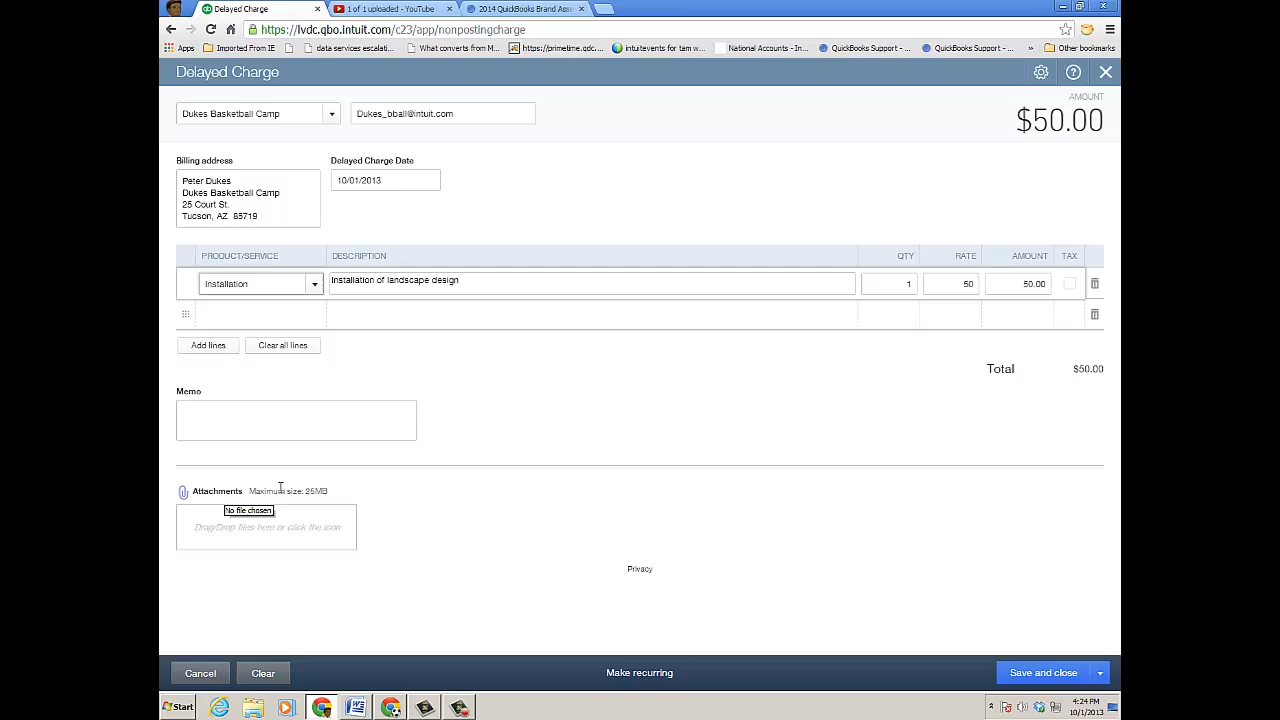 Delayed Charge
1 of 1 uploaded - YouTube
2014 QuickBooks Brand Asse
https://lvdc.qbo.intuit.com/c23/app/nonpostingcharge
Apps
Imported From IE
data services escalati...
What converts from M...
https://primetime.qdc...
intuitevents for tam w...
National Accounts - In...
QuickBooks Support - ...
QuickBooks Support - ...
»
Other bookmarks
Delayed Charge
Dukes Basketball Camp
Dukes_bball@intuit.com
AMOUNT
$50.00
Billing address
Delayed Charge Date
Peter Dukes
Dukes Basketball Camp
25 Court St.
Tucson, AZ 85719
10/01/2013
PRODUCT/SERVICE DESCRIPTION QTY RATE AMOUNT TAX
Installation Installation of landscape design 1 50 50.00
Add lines
Clear all lines
Total $50.00
Memo
Attachments Maximum size: 25MB
No file chosen
Drag/Drop files here or click the icon
Privacy
Cancel
Clear
Make recurring
Save and close
Start
4:24 PM
10/1/2013